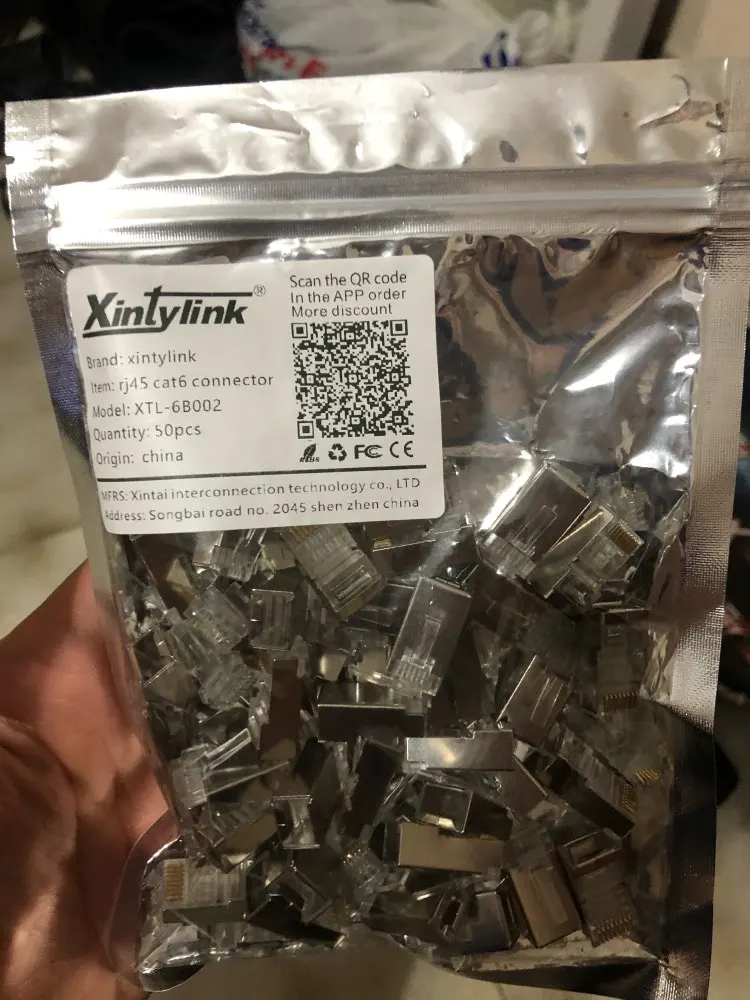 Xintylink®
Scan the QR code
In the APP order
More discount
Brand: xintylink
Item: rj45 cat6 connector
Model: XTL-6B002
Quantity: 50pcs
Origin: china
RoHS FC CE
MFRS: Xintai interconnection technology co., LTD
Address: Songbai road no. 2045 shen zhen china